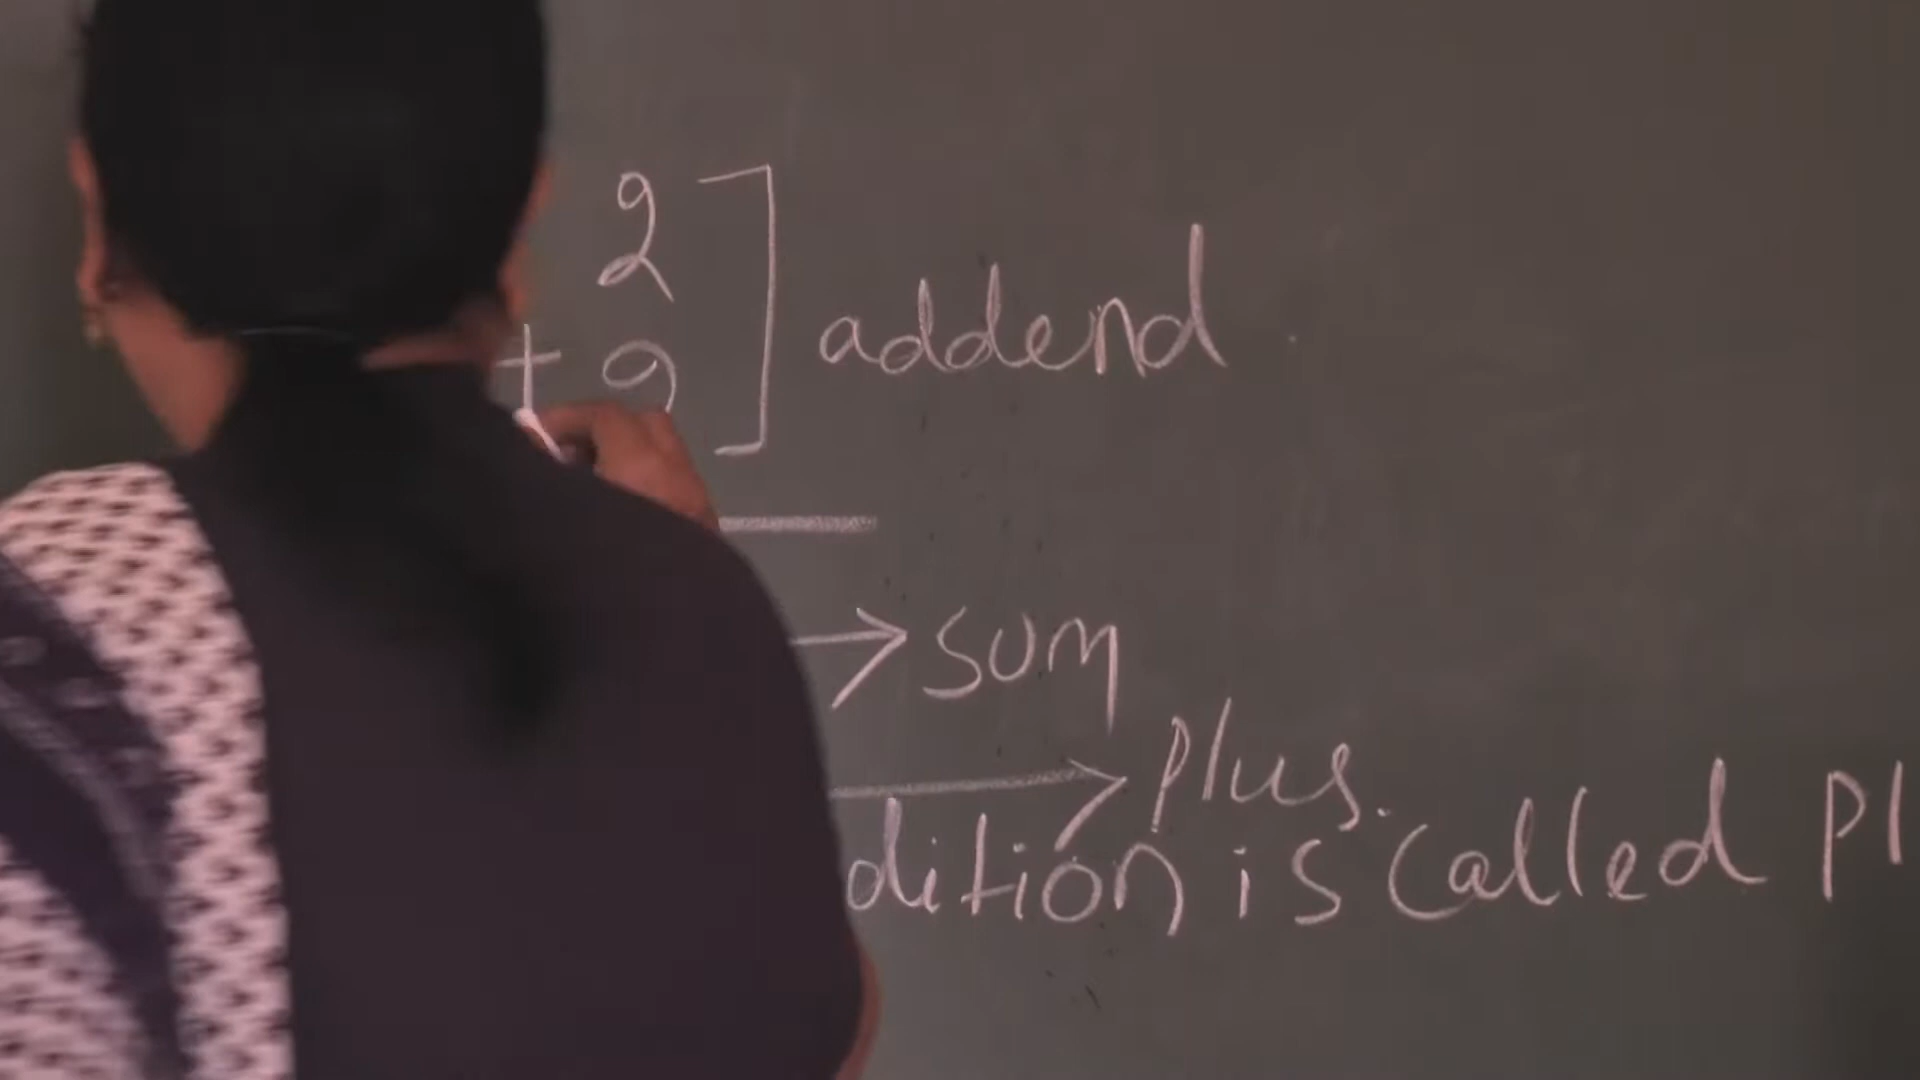 2
+ 9
addend
sum
plus.
dition is called Pl